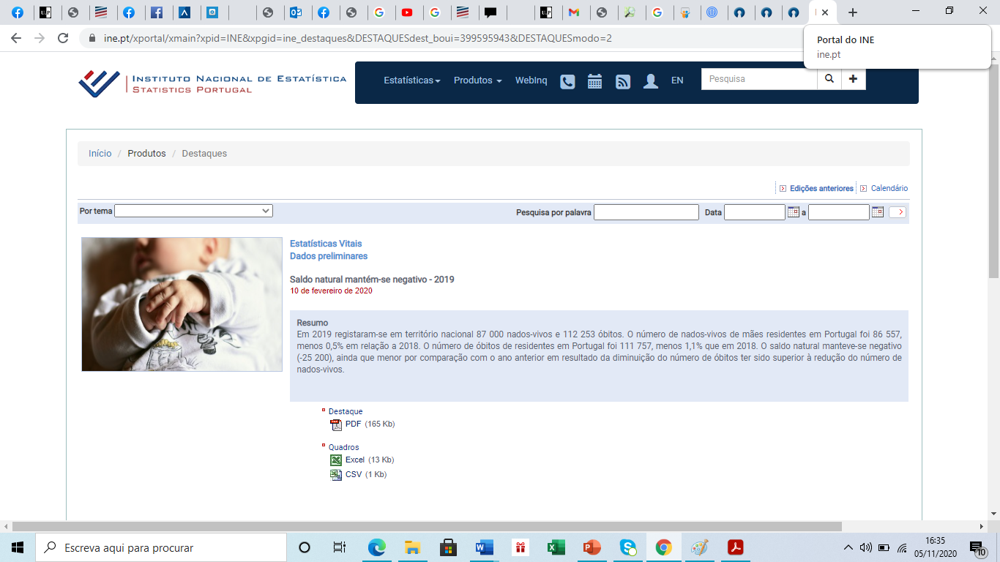 ine.pt/xportal/xmain?xpid=INE&xpgid=ine_destaques&DESTAQUESdest_boui=399595943&DESTAQUESmodo=2
Portal do INE
ine.pt
INSTITUTO NACIONAL DE ESTATÍSTICA
STATISTICS PORTUGAL
Estatísticas Produtos WebInq EN Pesquisa
Início / Produtos / Destaques
Edições anteriores Calendário
Por tema Pesquisa por palavra Data a
Estatísticas Vitais
Dados preliminares
Saldo natural mantém-se negativo - 2019
10 de fevereiro de 2020
Resumo
Em 2019 registaram-se em território nacional 87 000 nados-vivos e 112 253 óbitos. O número de nados-vivos de mães residentes em Portugal foi 86 557,
menos 0,5% em relação a 2018. O número de óbitos de residentes em Portugal foi 111 757, menos 1,1% que em 2018. O saldo natural manteve-se negativo
(-25 200), ainda que menor por comparação com o ano anterior em resultado da diminuição do número de óbitos ter sido superior à redução do número de
nados-vivos.
Destaque
PDF (165 Kb)
Quadros
Excel (13 Kb)
CSV (1 Kb)
Escreva aqui para procurar
16:35
05/11/2020
10